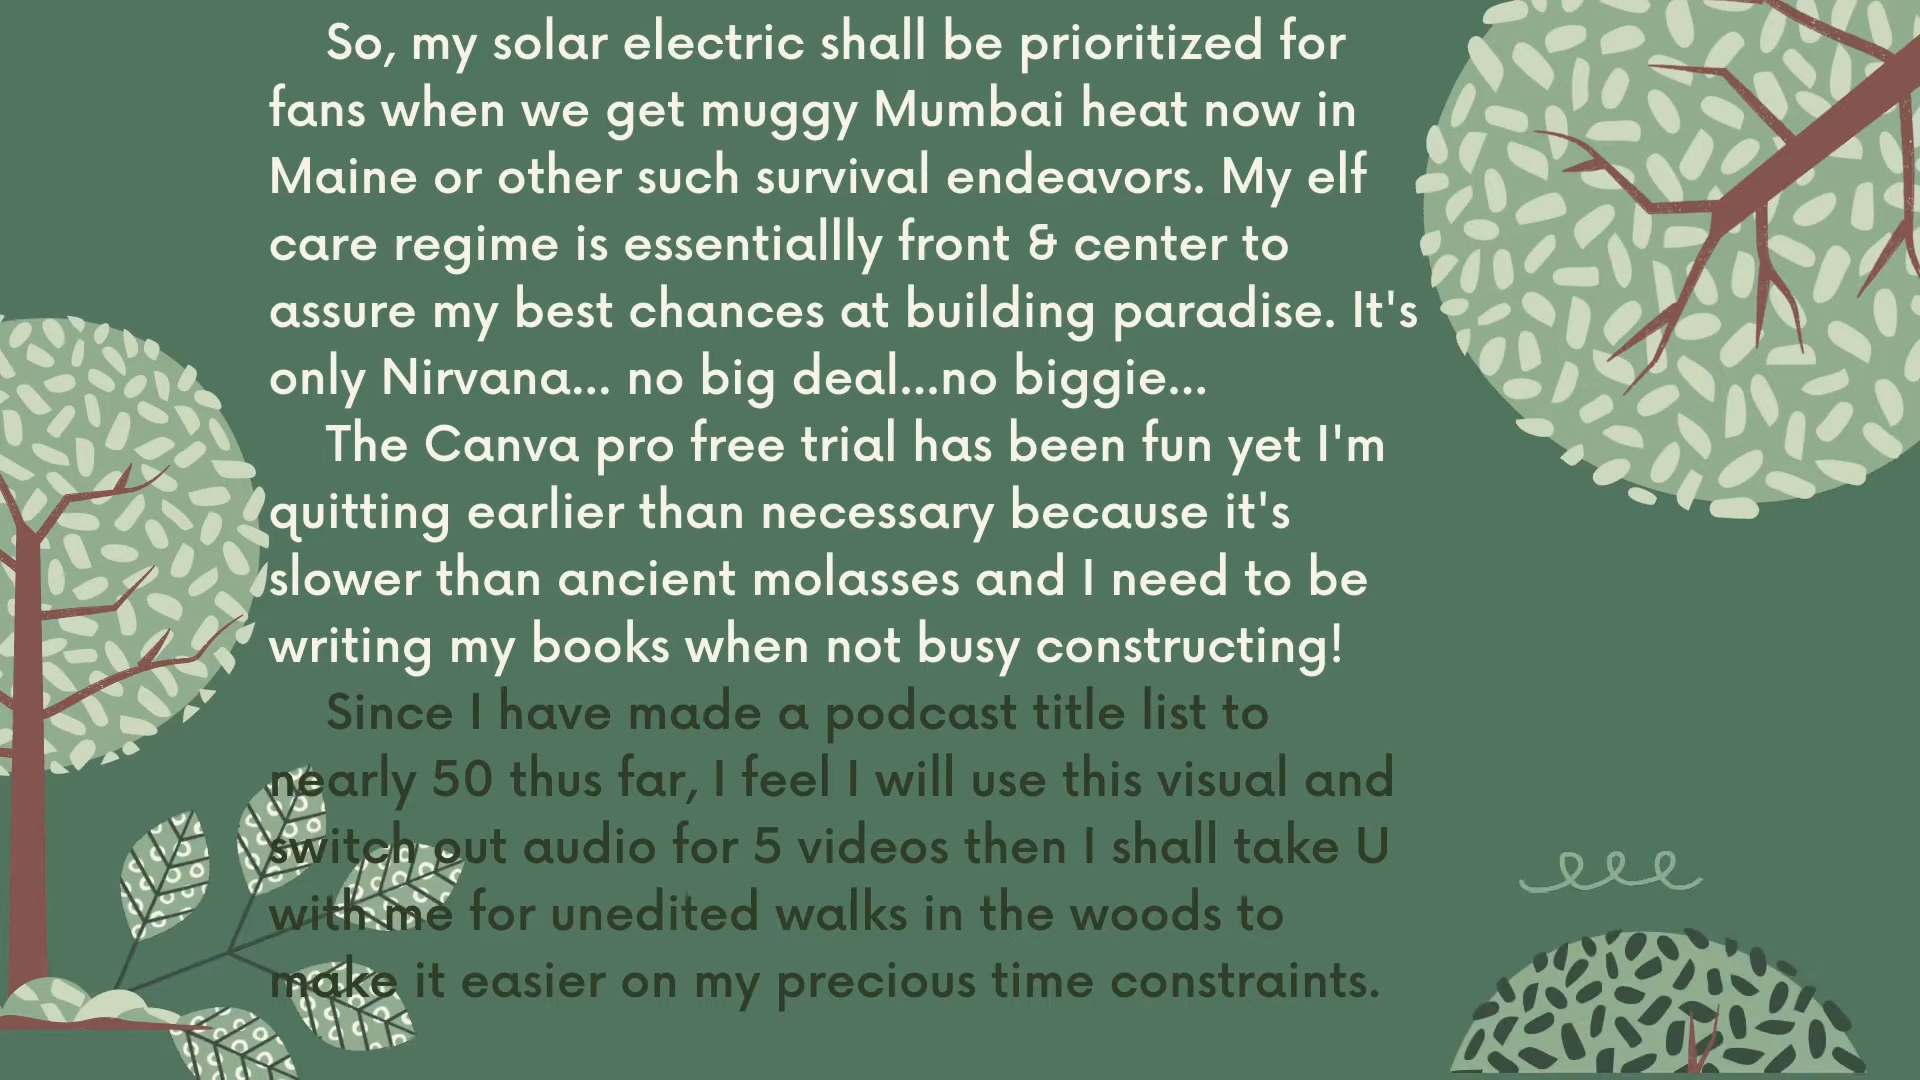 So, my solar electric shall be prioritized for
fans when we get muggy Mumbai heat now in
Maine or other such survival endeavors. My elf
care regime is essentiallly front & center to
assure my best chances at building paradise. It's
only Nirvana... no big deal...no biggie...
The Canva pro free trial has been fun yet I'm
quitting earlier than necessary because it's
slower than ancient molasses and I need to be
writing my books when not busy constructing!
Since I have made a podcast title list to
nearly 50 thus far, I feel I will use this visual and
switch out audio for 5 videos then I shall take U
with me for unedited walks in the woods to
make it easier on my precious time constraints.